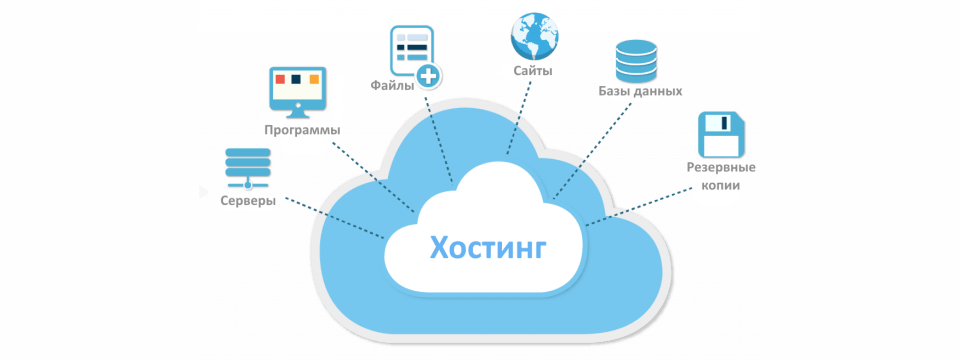 Сайты
Файлы
Базы данных
Программы
Резервные
копии
Серверы
Хостинг